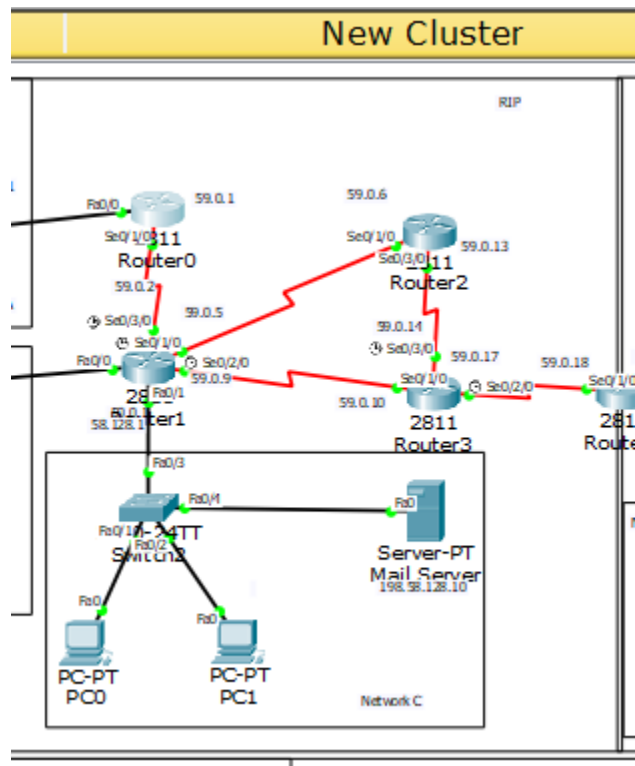 New Cluster
RIP
59.0.6
59.0.1
Fa0/0
Se0/1/0
Se0/1/0
Router0
59.0.13
Se0/3/0
Router2
59.0.2
59.0.5
59.0.14
Se0/3/0
Se0/1/0
Se0/3/0
59.0.17
59.0.18
Fa0/0
Se0/2/0
59.0.9
Se0/1/0
Se0/2/0
Se0/1/0
Fa0/1
59.0.10
58.128.1
2811
Router3
281
Route
Fa0/3
Fa0/4
Fa0
Fa0/1
Fa0/2
Switch2
Server-PT
Mail Server
198.58.128.10
Fa0
Fa0
PC-PT
PC0
PC-PT
PC1
Network C